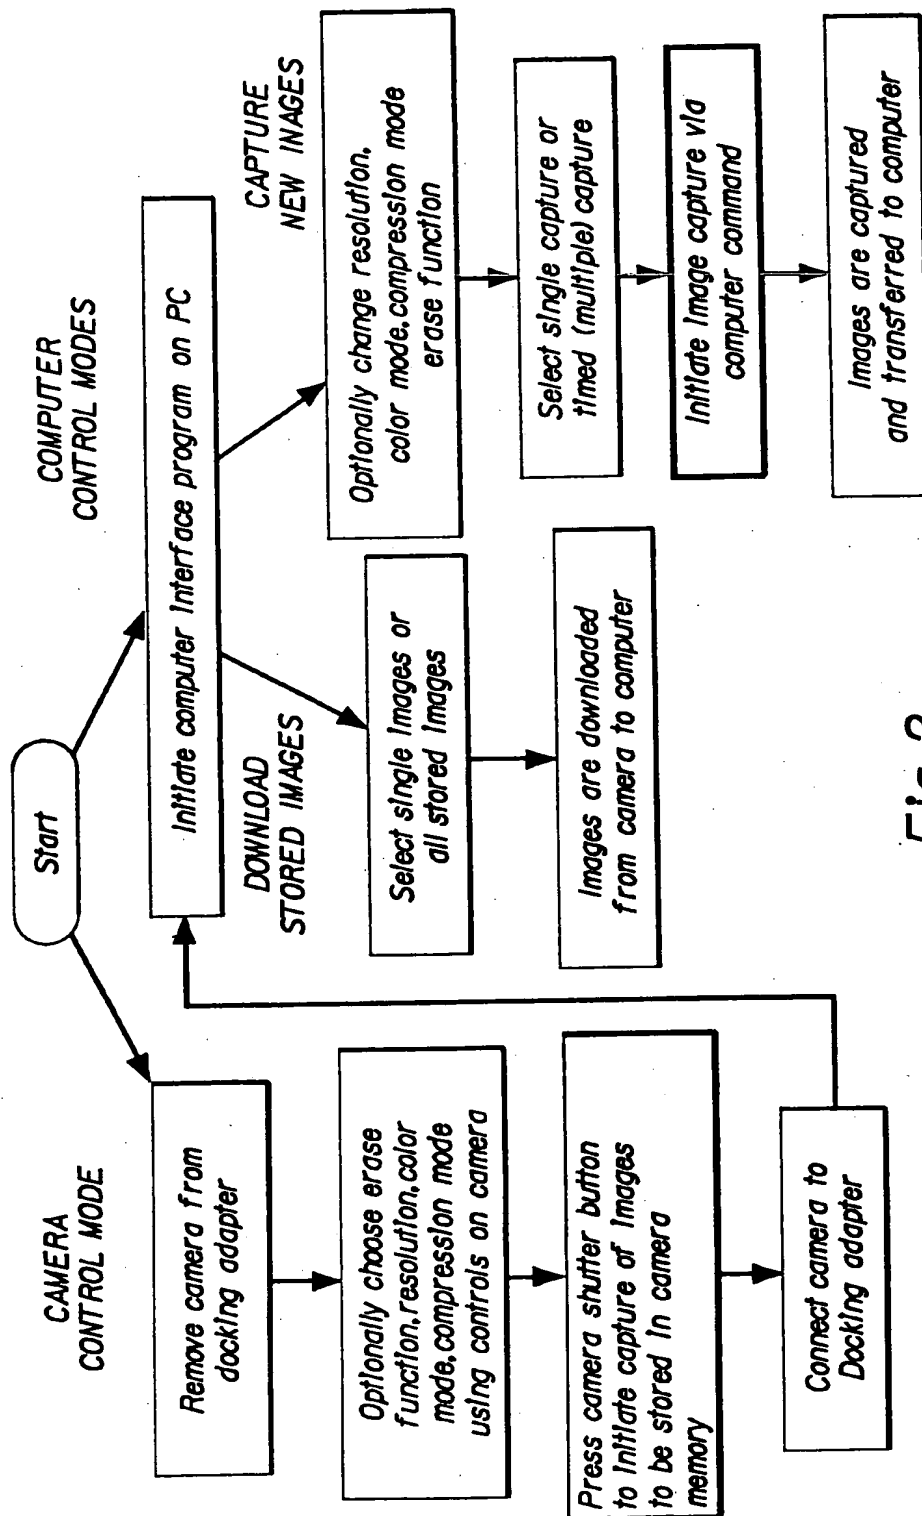 Start
CAMERA
CONTROL MODE
Remove camera from
docking adapter
Optionally choose erase
function,resolution,color
mode,compression mode
using controls on camera
Press camera shutter button
to initiate capture of images
to be stored in camera
memory
Connect camera to
Docking adapter
COMPUTER
CONTROL MODES
Initiate computer interface program on PC
DOWNLOAD
STORED IMAGES
Select single images or
all stored images
Images are downloaded
from camera to computer
CAPTURE
NEW INAGES
Optionally change resolution,
color mode,compression mode
erase function
Select single capture or
timed (multiple) capture
Initiate image capture via
computer command
Images are captured
and transferred to computer